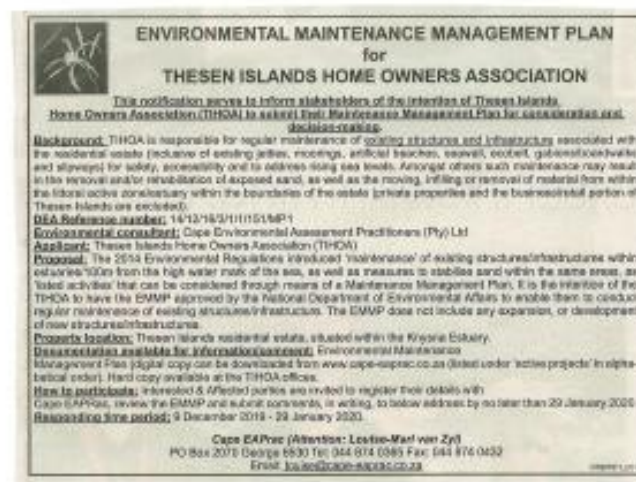 ENVIRONMENTAL MAINTENANCE MANAGEMENT PLAN
for
THESEN ISLANDS HOME OWNERS ASSOCIATION
This notification serves to inform stakeholders of the intention of Thesen Islands
Home Owners Association (TIHOA) to submit their Maintenance Management Plan for consideration and
decision-making.
Background: TIHOA is responsible for regular maintenance of existing structures and infrastructure associated with
the residential estate (inclusive of existing jetties, moorings, artificial beaches, seawall, gabions/boardwalks
and slipways) for safety, accessibility and to address rising sea levels. Amongst others such maintenance may result
in the removal and/or rehabilitation of exposed sand, as well as the moving, infilling or removal of material from within
the littoral active zone/estuary within the boundaries of the estate (private properties and the business/retail portion of
Thesen Islands are excluded).
DEA Reference number:
Environmental consultant: Cape Environmental Assessment Practitioners (Pty) Ltd
Applicant: Thesen Islands Home Owners Association (TIHOA)
Proposal: The 2014 Environmental Regulations introduced 'maintenance' of existing structures/infrastructures within
estuaries/100m from the high water mark of the sea, as well as measures to stabilise sand within the same areas, as
'listed activities' that can be considered through means of a Maintenance Management Plan. It is the intention of the
TIHOA to have the EMMP approved by the National Department of Environmental Affairs to enable them to conduct
regular maintenance of existing structures/infrastructure. The EMMP does not include any expansion, or development
of new structures/infrastructures.
Property location: Thesen Islands residential estate, situated within the Knysna Estuary.
Documentation available for information/comment: Environmental Maintenance
Management Plan (digital copy can be downloaded from www.cape-eaprac.co.za (listed under 'active projects' in alpha-
betical order). Hard copy available at the TIHOA offices.
How to participate: Interested & Affected parties are invited to register their details with
Cape EAPrac, review the EMMP and submit comments, in writing, to below address by no later than 29 January 2020.
Responding time period: 9 December 2019 - 29 January 2020.
Cape EAPrac (Attention: Louise-Mari van Zyl)
PO Box 2070 George 6530 Tel: 044 874 0365 Fax: 044 874 0432
Email: louise@cape-eaprac.co.za